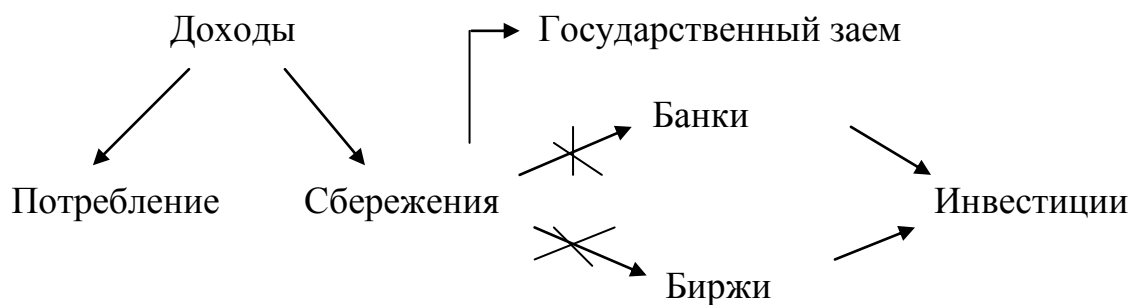 Доходы
Государственный заем
Банки
Потребление
Сбережения
Инвестиции
Биржи